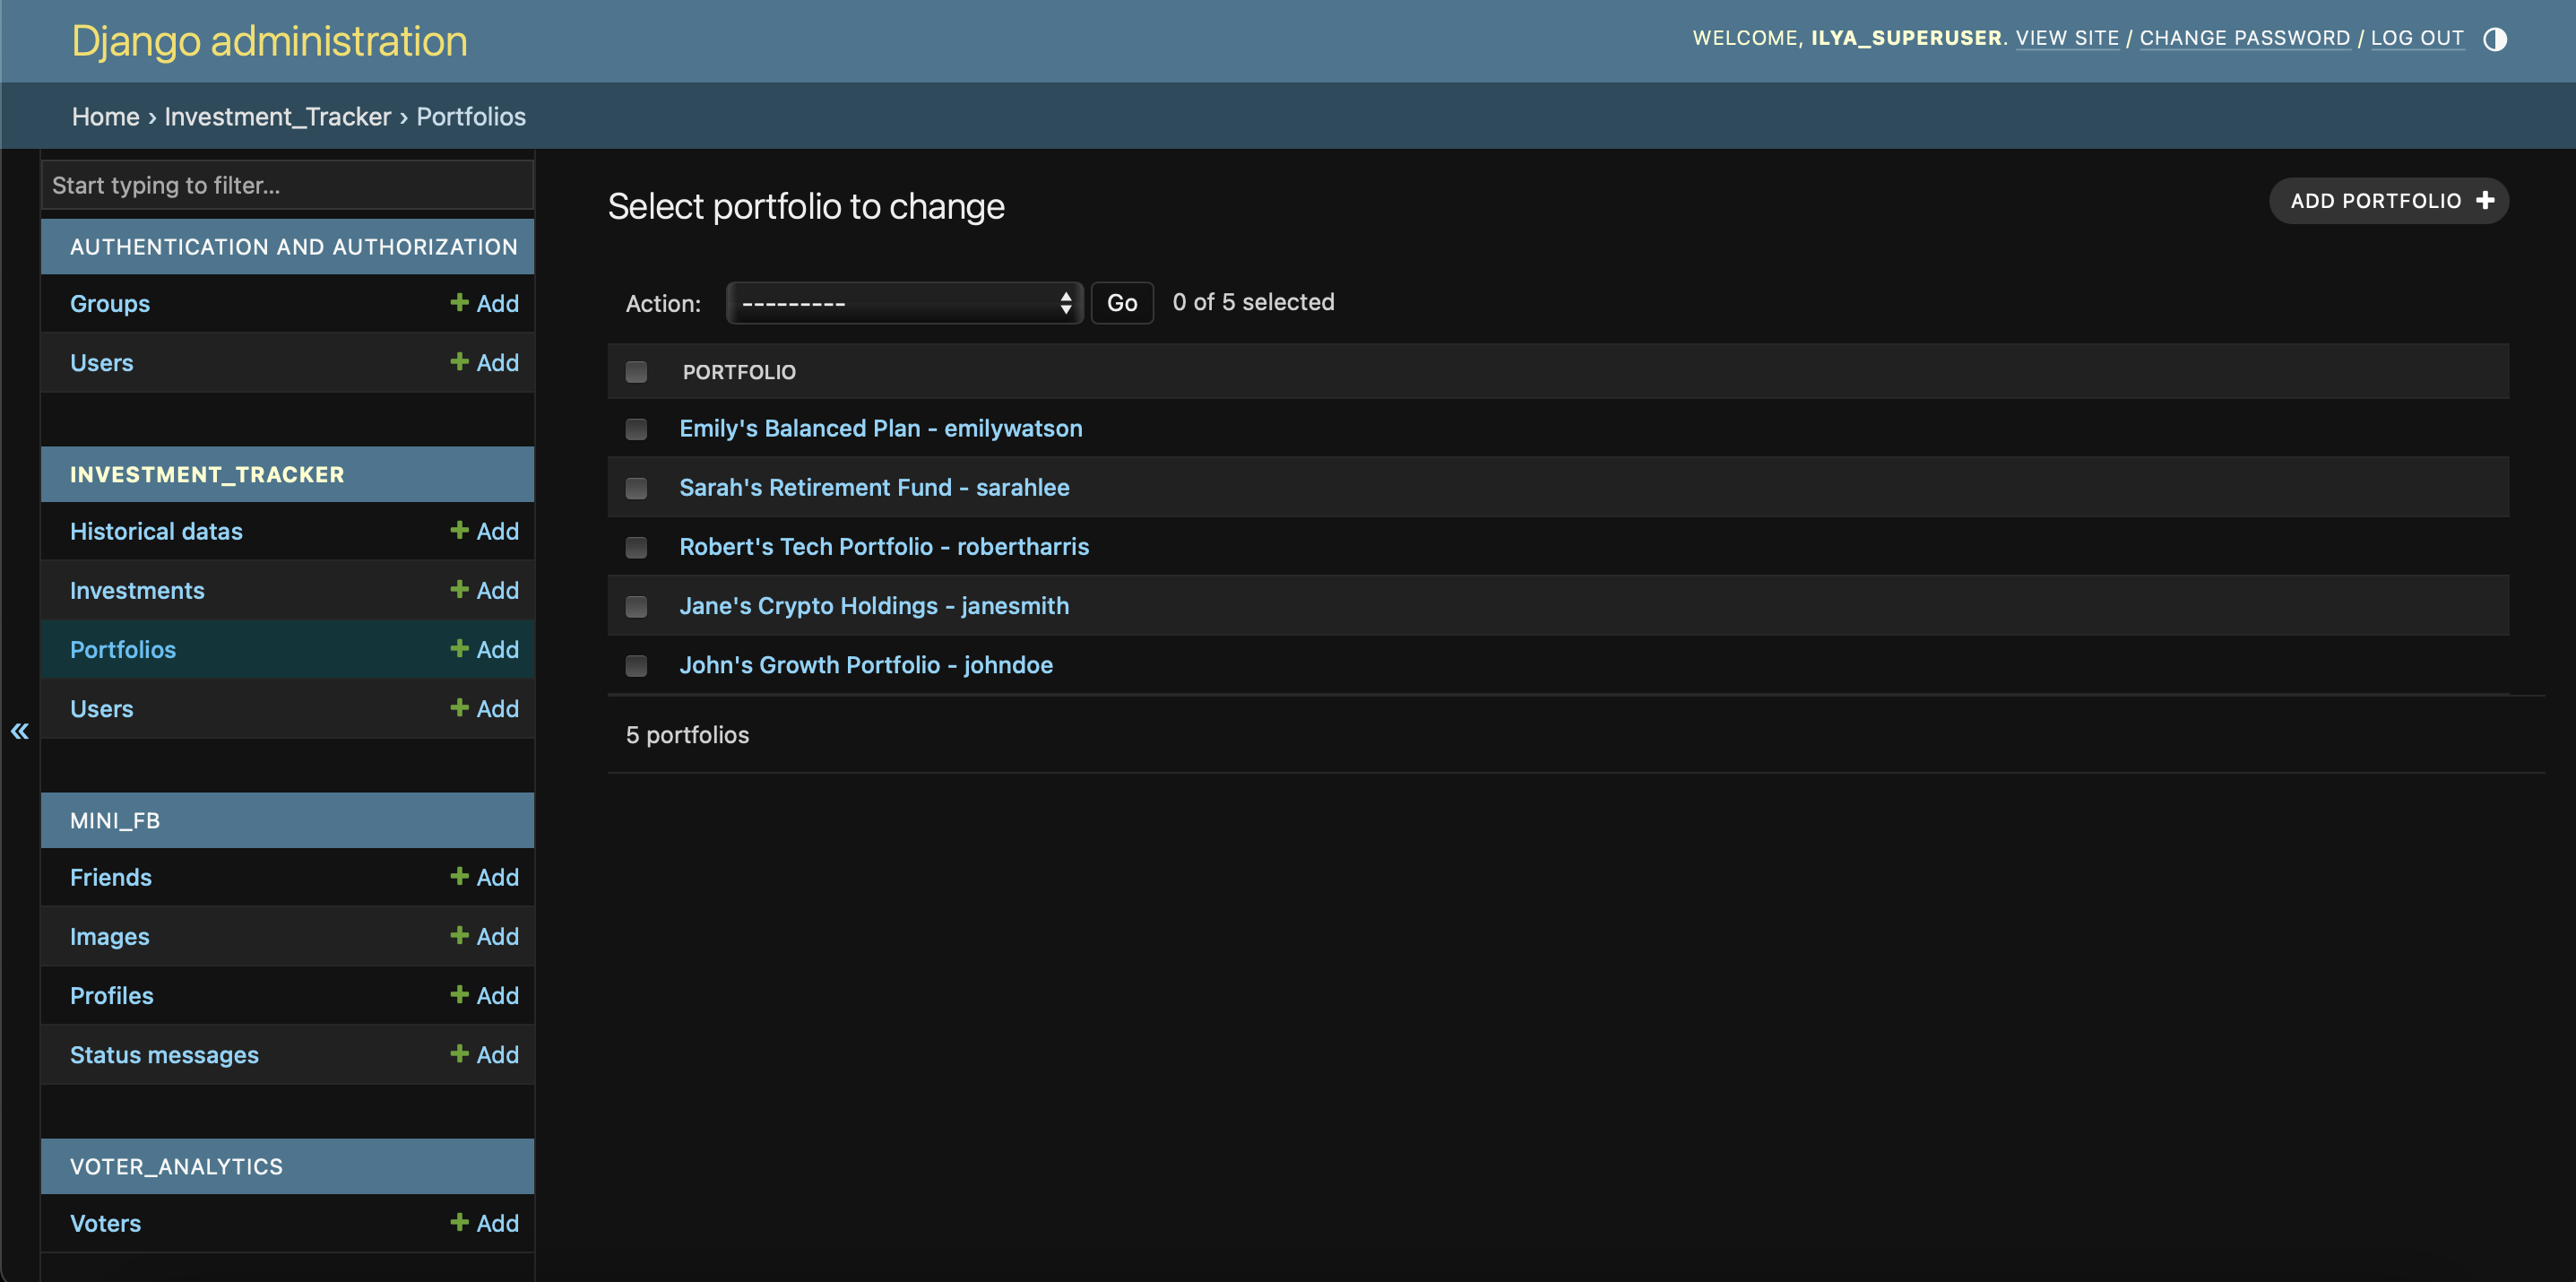 Django administration
WELCOME, ILYA_SUPERUSER. VIEW SITE / CHANGE PASSWORD / LOG OUT
Home › Investment_Tracker › Portfolios
Start typing to filter...
AUTHENTICATION AND AUTHORIZATION
Groups + Add
Users + Add
INVESTMENT_TRACKER
Historical datas + Add
Investments + Add
Portfolios + Add
Users + Add
MINI_FB
Friends + Add
Images + Add
Profiles + Add
Status messages + Add
VOTER_ANALYTICS
Voters + Add
«
Select portfolio to change
ADD PORTFOLIO +
Action: --------- Go 0 of 5 selected
PORTFOLIO
Emily's Balanced Plan - emilywatson
Sarah's Retirement Fund - sarahlee
Robert's Tech Portfolio - robertharris
Jane's Crypto Holdings - janesmith
John's Growth Portfolio - johndoe
5 portfolios